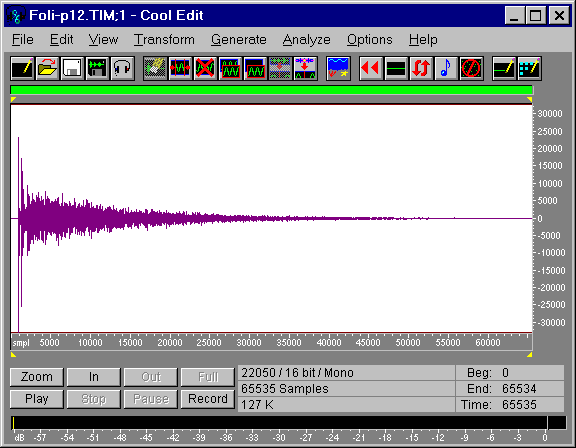 Foli-p12.TIM;1 - Cool Edit
File Edit View Transform Generate Analyze Options Help
30000
25000
20000
15000
10000
5000
0
-5000
-10000
-15000
-20000
-25000
-30000
smpl 5000 10000 15000 20000 25000 30000 35000 40000 45000 50000 55000 60000
Zoom In Out Full 22050 / 16 bit / Mono Beg: 0
65535 Samples End: 65534
Play Stop Pause Record 127 K Time: 65535
dB -57 -54 -51 -48 -45 -42 -39 -36 -33 -30 -27 -24 -21 -18 -15 -12 -9 -6 -3 0